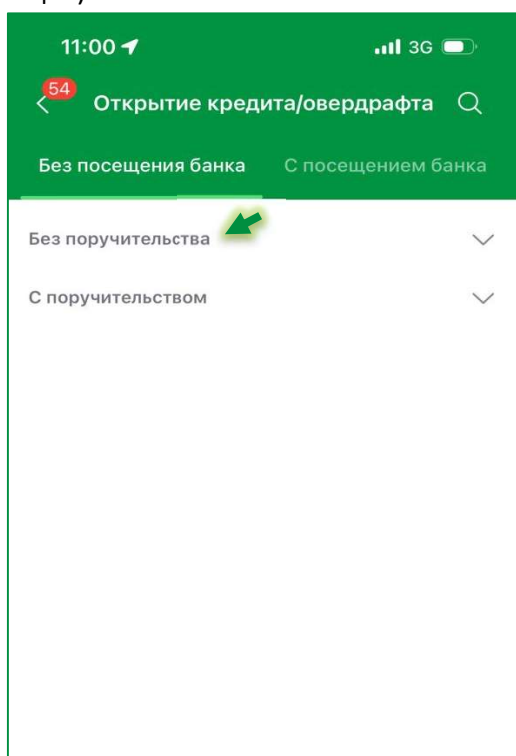 11:00
3G
54
Открытие кредита/овердрафта
Без посещения банка С посещением банка
Без поручительства
С поручительством